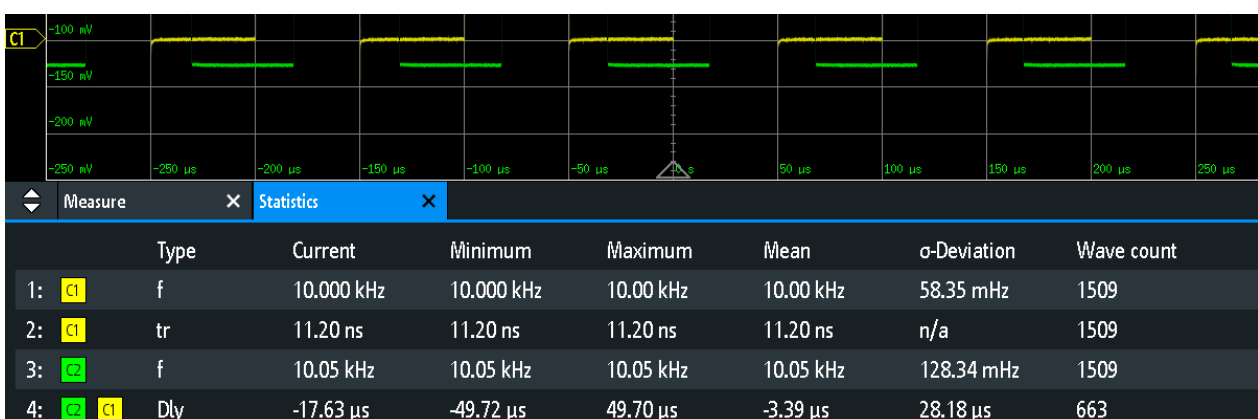 C1
-100 mV
-150 mV
-200 mV
-250 mV -250 µs -200 µs -150 µs -100 µs -50 µs 0 s 50 µs 100 µs 150 µs 200 µs 250 µs
Measure × Statistics ×
Type Current Minimum Maximum Mean σ-Deviation Wave count
1: C1 f 10.000 kHz 10.000 kHz 10.00 kHz 10.00 kHz 58.35 mHz 1509
2: C1 tr 11.20 ns 11.20 ns 11.20 ns 11.20 ns n/a 1509
3: C2 f 10.05 kHz 10.05 kHz 10.05 kHz 10.05 kHz 128.34 mHz 1509
4: C2 C1 Dly -17.63 µs -49.72 µs 49.70 µs -3.39 µs 28.18 µs 663